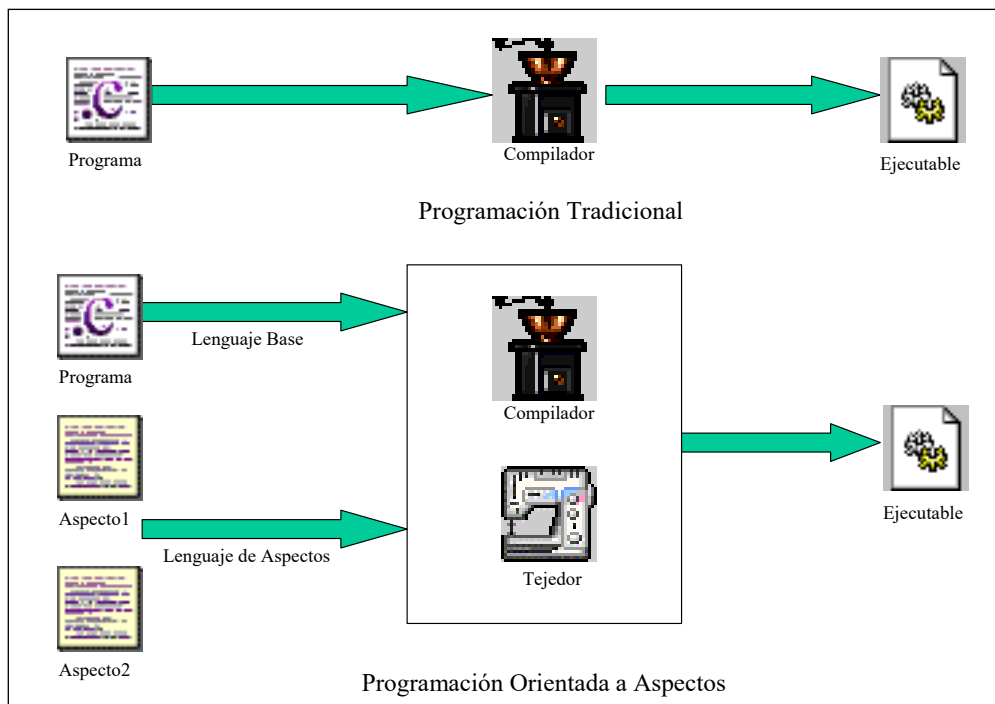 Programa
Compilador
Ejecutable
Programación Tradicional
Lenguaje Base
Programa
Compilador
Aspecto1
Lenguaje de Aspectos
Tejedor
Ejecutable
Aspecto2
Programación Orientada a Aspectos